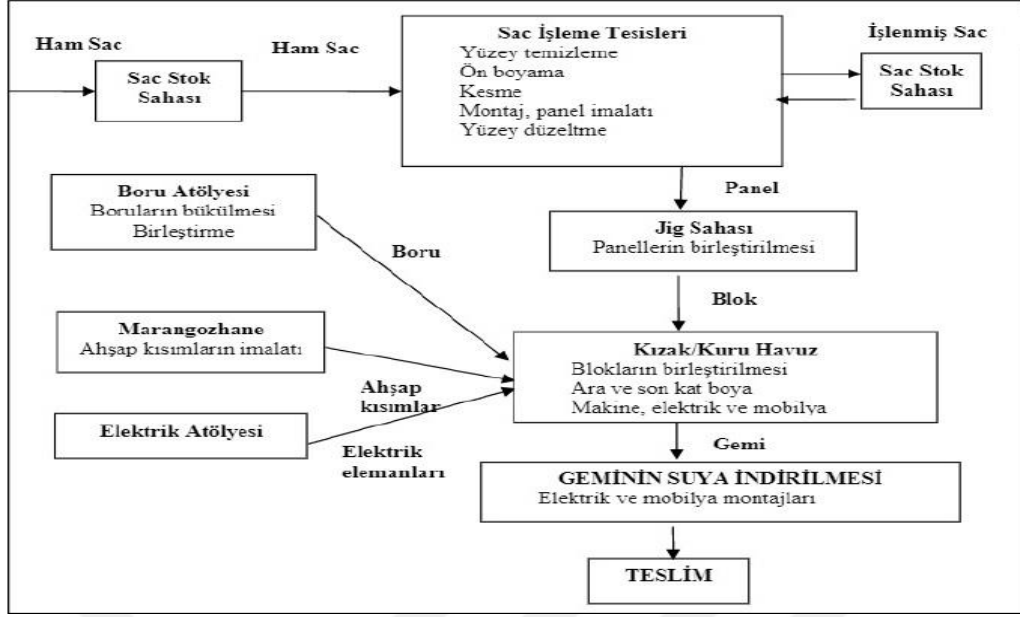 Ham Sac
Sac Stok
Sahası
Ham Sac
Sac İşleme Tesisleri
Yüzey temizleme
Ön boyama
Kesme
Montaj, panel imalatı
Yüzey düzeltme
İşlenmiş Sac
Sac Stok
Sahası
Panel
Boru Atölyesi
Boruların bükülmesi
Birleştirme
Boru
Jig Sahası
Panellerin birleştirilmesi
Blok
Marangozhane
Ahşap kısımların imalatı
Ahşap
kısımlar
Kızak/Kuru Havuz
Blokların birleştirilmesi
Ara ve son kat boya
Makine, elektrik ve mobilya
Elektrik Atölyesi
Elektrik
elemanları
Gemi
GEMİNİN SUYA İNDİRİLMESİ
Elektrik ve mobilya montajları
TESLİM